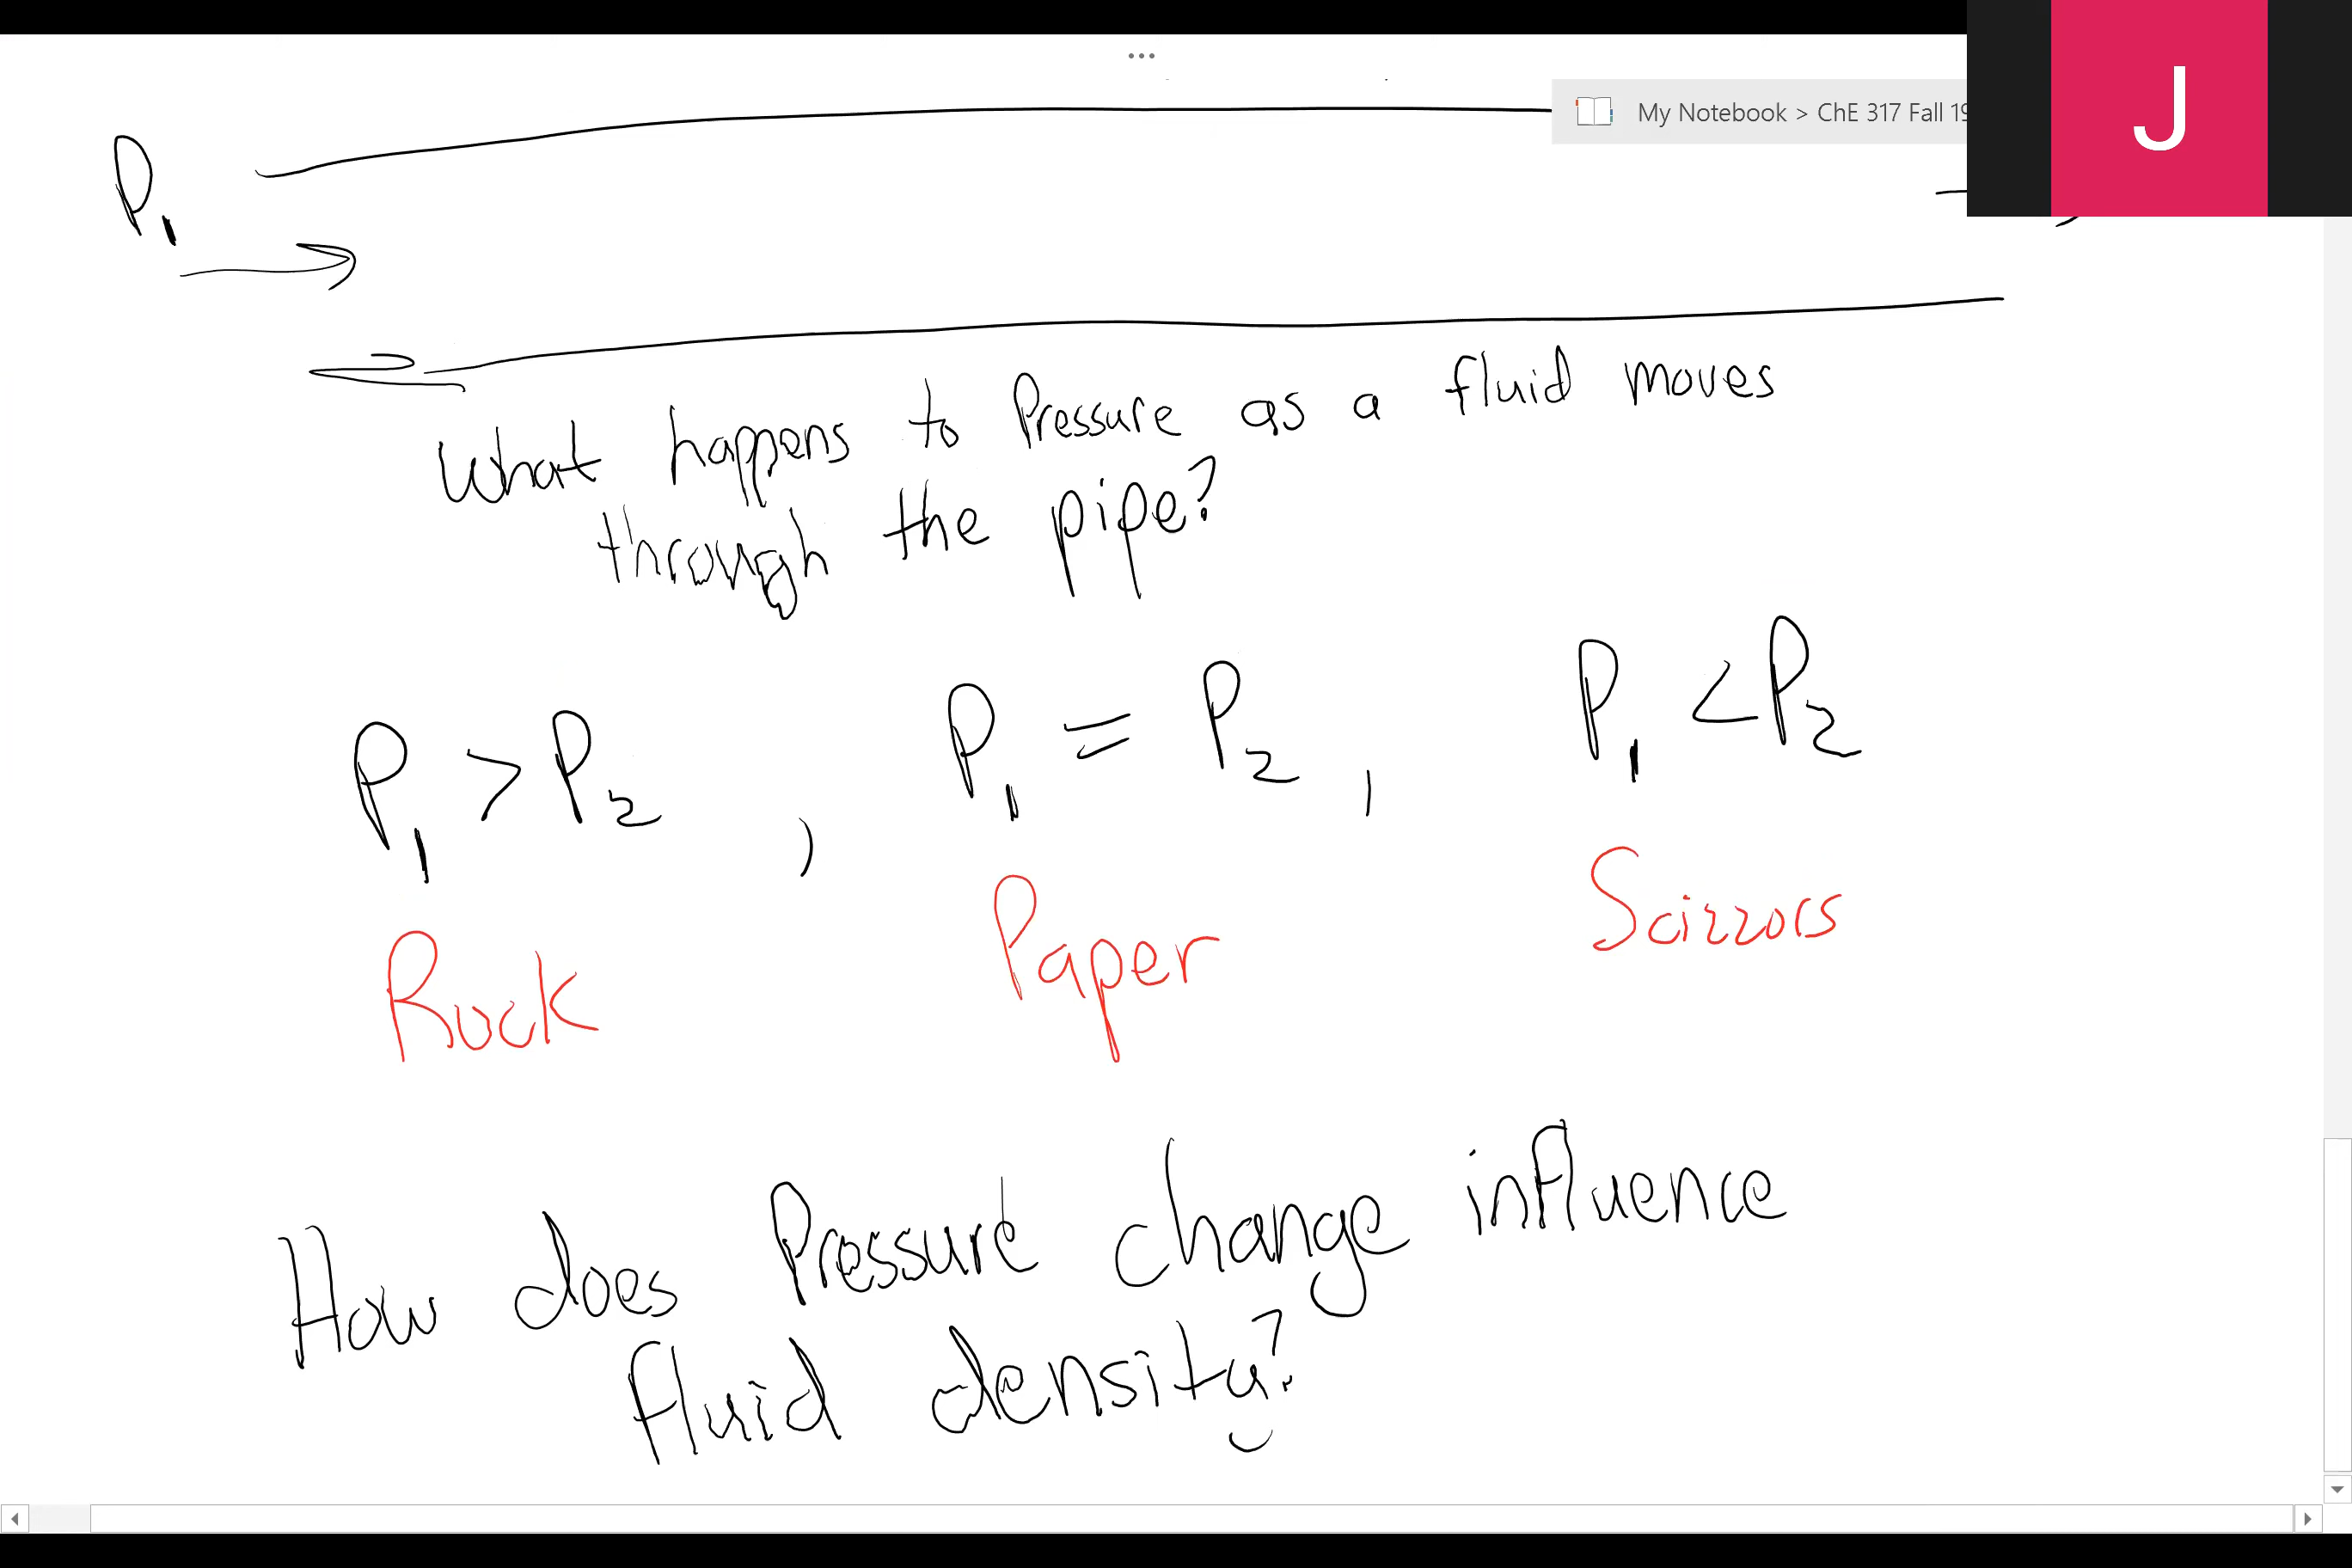 ...
My Notebook > ChE 317 Fall 19
J
P1
What happens to Pressure as a fluid moves
through the pipe?
P1 > P2 , P1 = P2 , P1 < P2
Rock Paper Scizzors
How does Pressure change influence
fluid density?